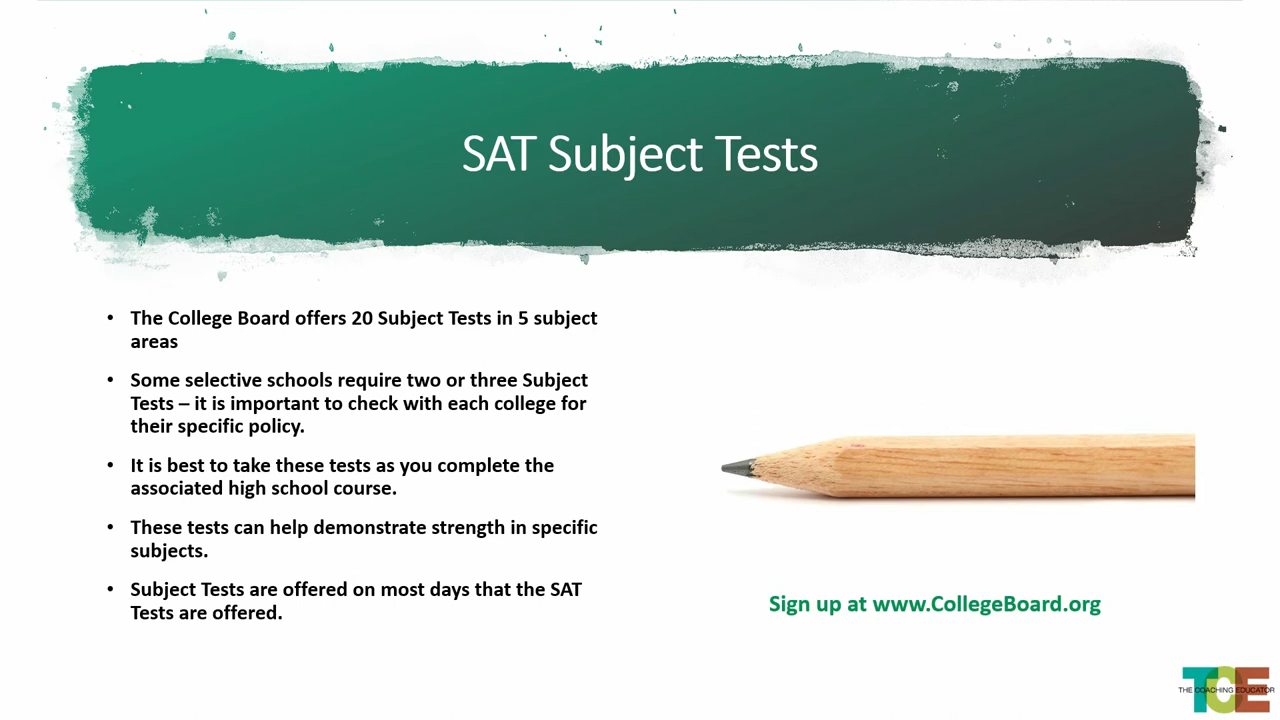 SAT Subject Tests
• The College Board offers 20 Subject Tests in 5 subject
areas
• Some selective schools require two or three Subject
Tests – it is important to check with each college for
their specific policy.
• It is best to take these tests as you complete the
associated high school course.
• These tests can help demonstrate strength in specific
subjects.
• Subject Tests are offered on most days that the SAT
Tests are offered.
Sign up at www.CollegeBoard.org
TCE
THE COACHING EDUCATOR